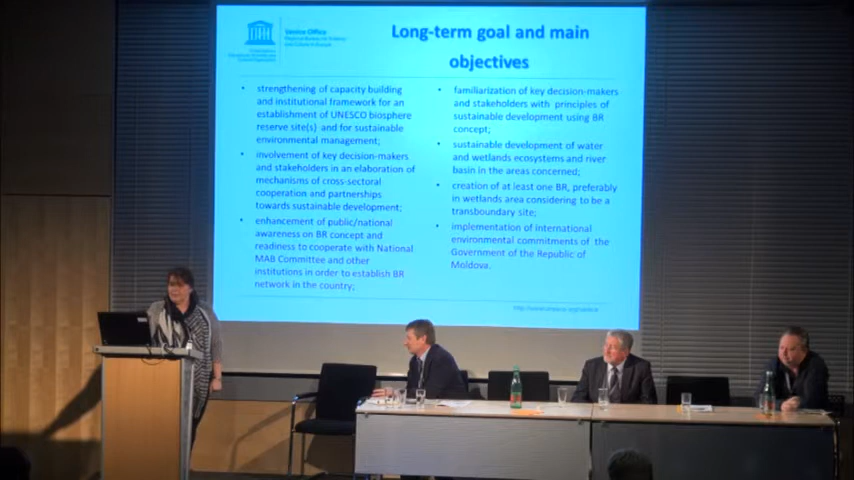 Venice Office
Long-term goal and main
objectives
• strengthening of capacity building
and institutional framework for an
establishment of UNESCO biosphere
reserve site(s) and for sustainable
environmental management;
• involvement of key decision-makers
and stakeholders in an elaboration of
mechanisms of cross-sectoral
cooperation and partnerships
towards sustainable development;
• enhancement of public/national
awareness on BR concept and
readiness to cooperate with National
MAB Committee and other
institutions in order to establish BR
network in the country;
• familiarization of key decision-makers
and stakeholders with principles of
sustainable development using BR
concept;
• sustainable development of water
and wetlands ecosystems and river
basin in the areas concerned;
• creation of at least one BR, preferably
in wetlands area considering to be a
transboundary site;
• implementation of international
environmental commitments of the
Government of the Republic of
Moldova.